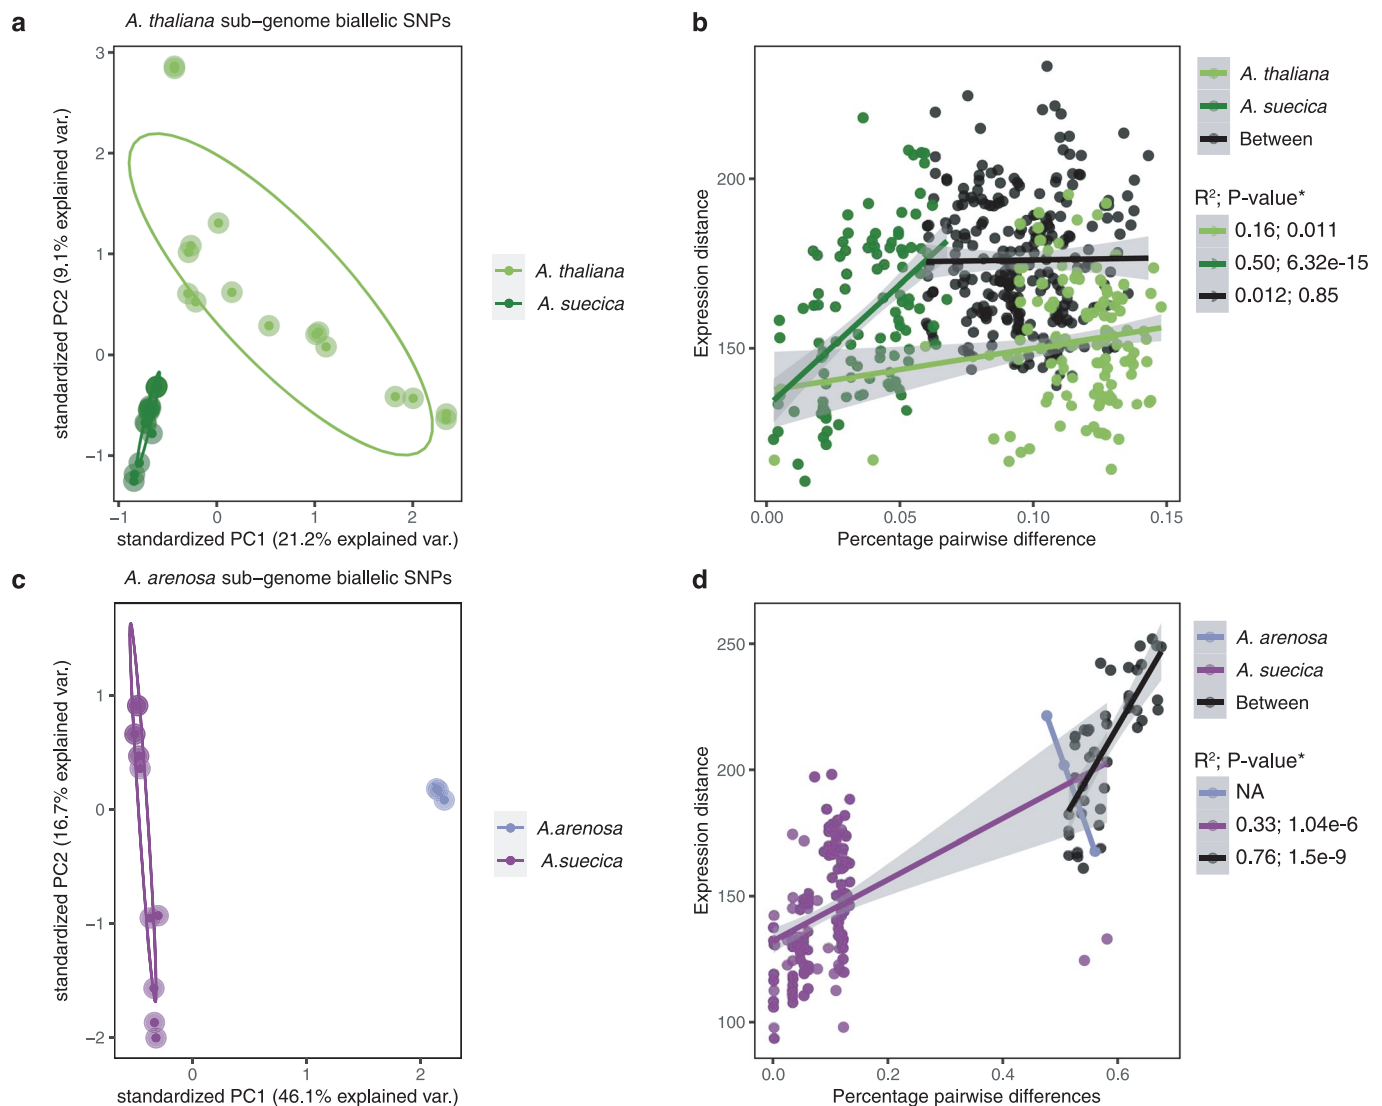 a
A. thaliana sub−genome biallelic SNPs
standardized PC2 (9.1% explained var.)
3
2
1
0
−1
−1
0
1
2
standardized PC1 (21.2% explained var.)
A. thaliana
A. suecica
b
Expression distance
200
150
0.00
0.05
0.10
0.15
Percentage pairwise difference
A. thaliana
A. suecica
Between
R²; P-value*
0.16; 0.011
0.50; 6.32e-15
0.012; 0.85
c
A. arenosa sub−genome biallelic SNPs
standardized PC2 (16.7% explained var.)
1
0
−1
−2
0
1
2
standardized PC1 (46.1% explained var.)
A.arenosa
A.suecica
d
Expression distance
250
200
150
100
0.0
0.2
0.4
0.6
Percentage pairwise differences
A. arenosa
A. suecica
Between
R²; P-value*
NA
0.33; 1.04e-6
0.76; 1.5e-9